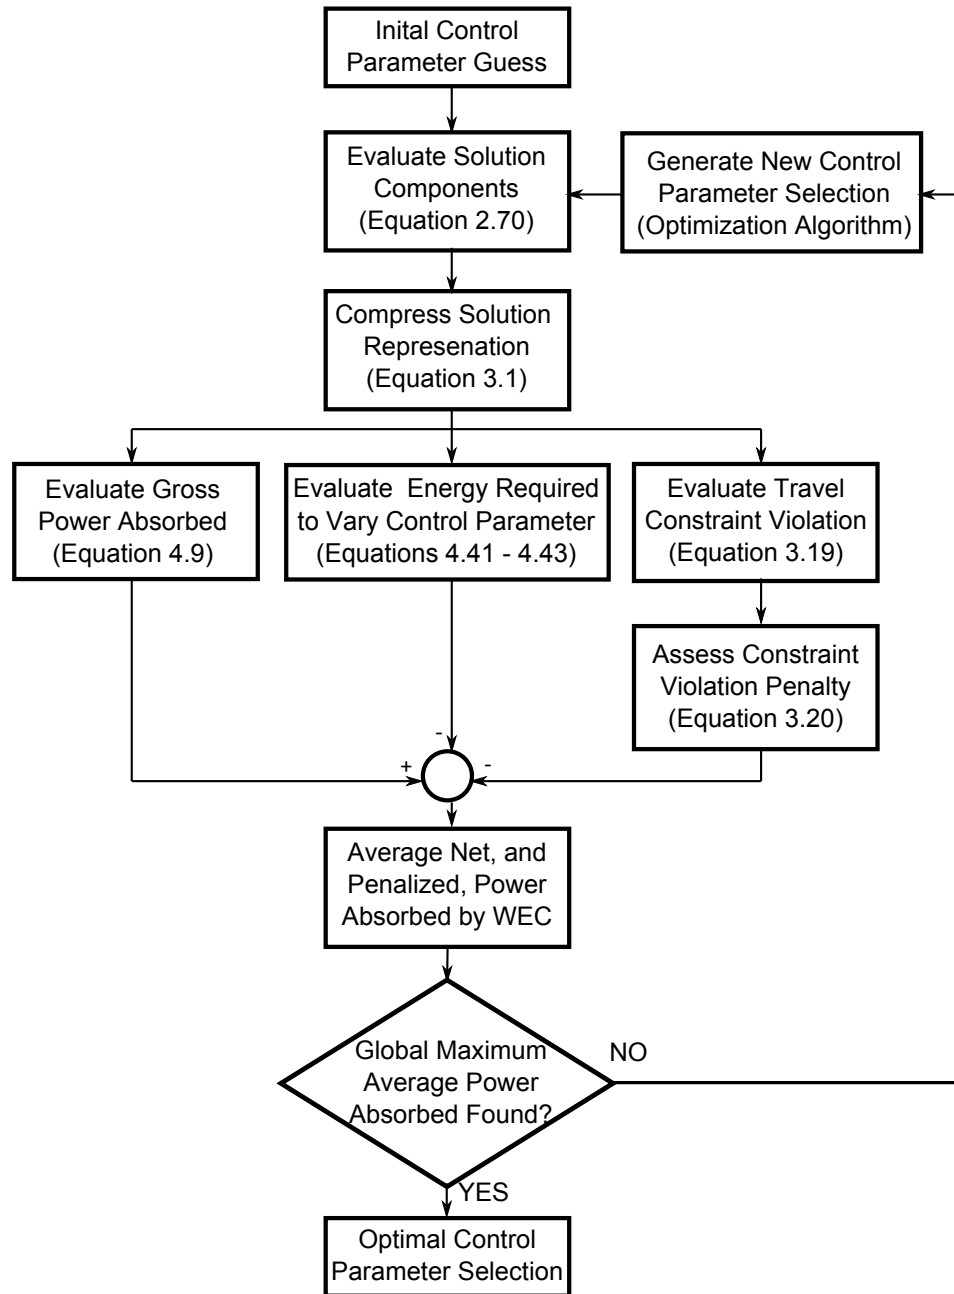 Inital Control
Parameter Guess
Evaluate Solution
Components
(Equation 2.70)
Generate New Control
Parameter Selection
(Optimization Algorithm)
Compress Solution
Represenation
(Equation 3.1)
Evaluate Gross
Power Absorbed
(Equation 4.9)
Evaluate Energy Required
to Vary Control Parameter
(Equations 4.41 - 4.43)
Evaluate Travel
Constraint Violation
(Equation 3.19)
Assess Constraint
Violation Penalty
(Equation 3.20)
-
+
-
Average Net, and
Penalized, Power
Absorbed by WEC
Global Maximum
Average Power
Absorbed Found?
NO
YES
Optimal Control
Parameter Selection